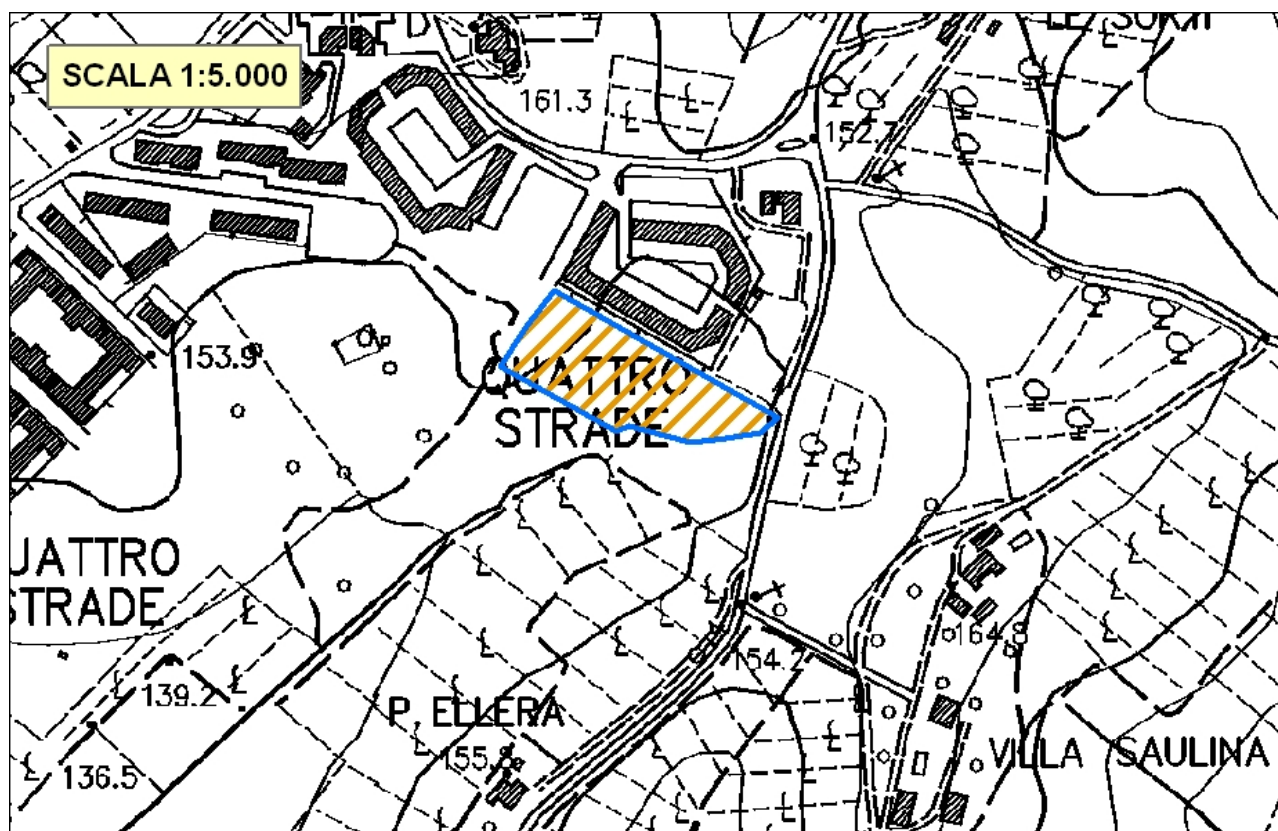 SCALA 1:5.000
161.3
152.7
153.9
QUATTRO
STRADE
UATTRO
STRADE
164.8
154.2
139.2
P. ELLERA
155.8
136.5
VILLA SAULINA